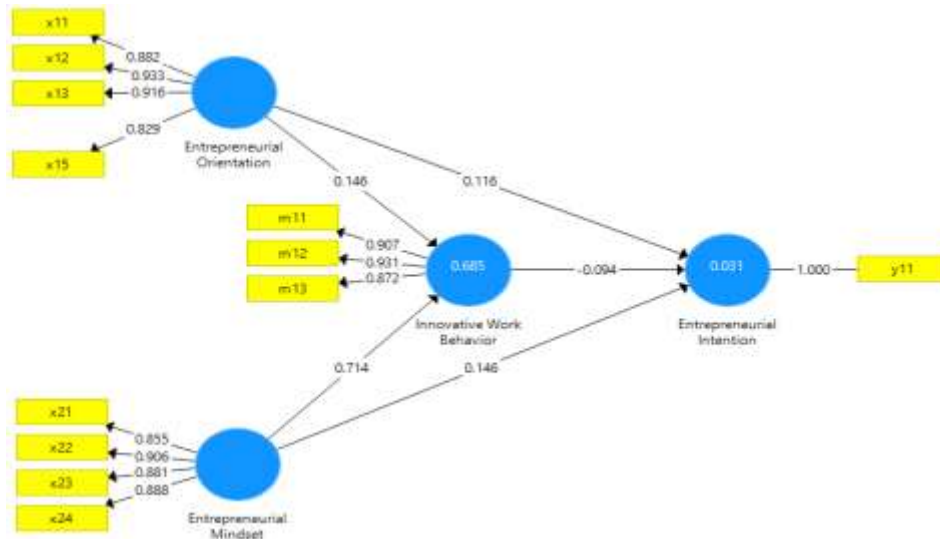 x11
0.882
x12
0.933
x13
0.916
0.829
x15
Entrepreneurial
Orientation
0.146
0.116
m11
0.907
m12
0.931
m13
0.872
0.685
-0.094
0.031
1.000
y11
Innovative Work
Behavior
Entrepreneurial
Intention
0.714
0.146
x21
0.855
x22
0.906
x23
0.881
0.888
x24
Entrepreneurial
Mindset